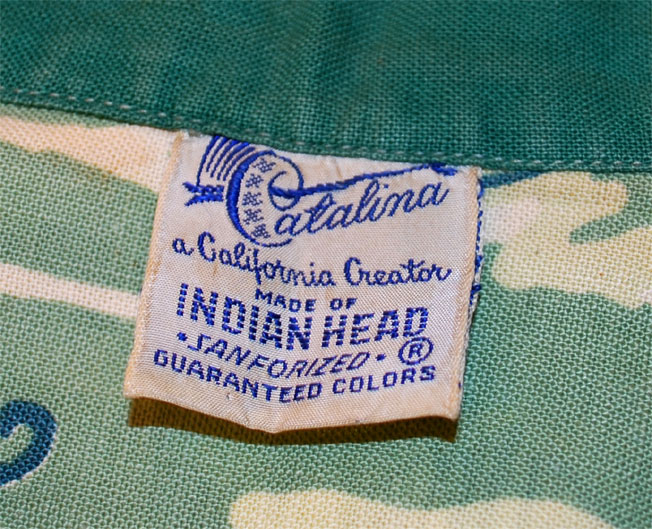 Catalina
a California Creator
MADE OF
INDIAN HEAD
•SANFORIZED• ®
GUARANTEED COLORS